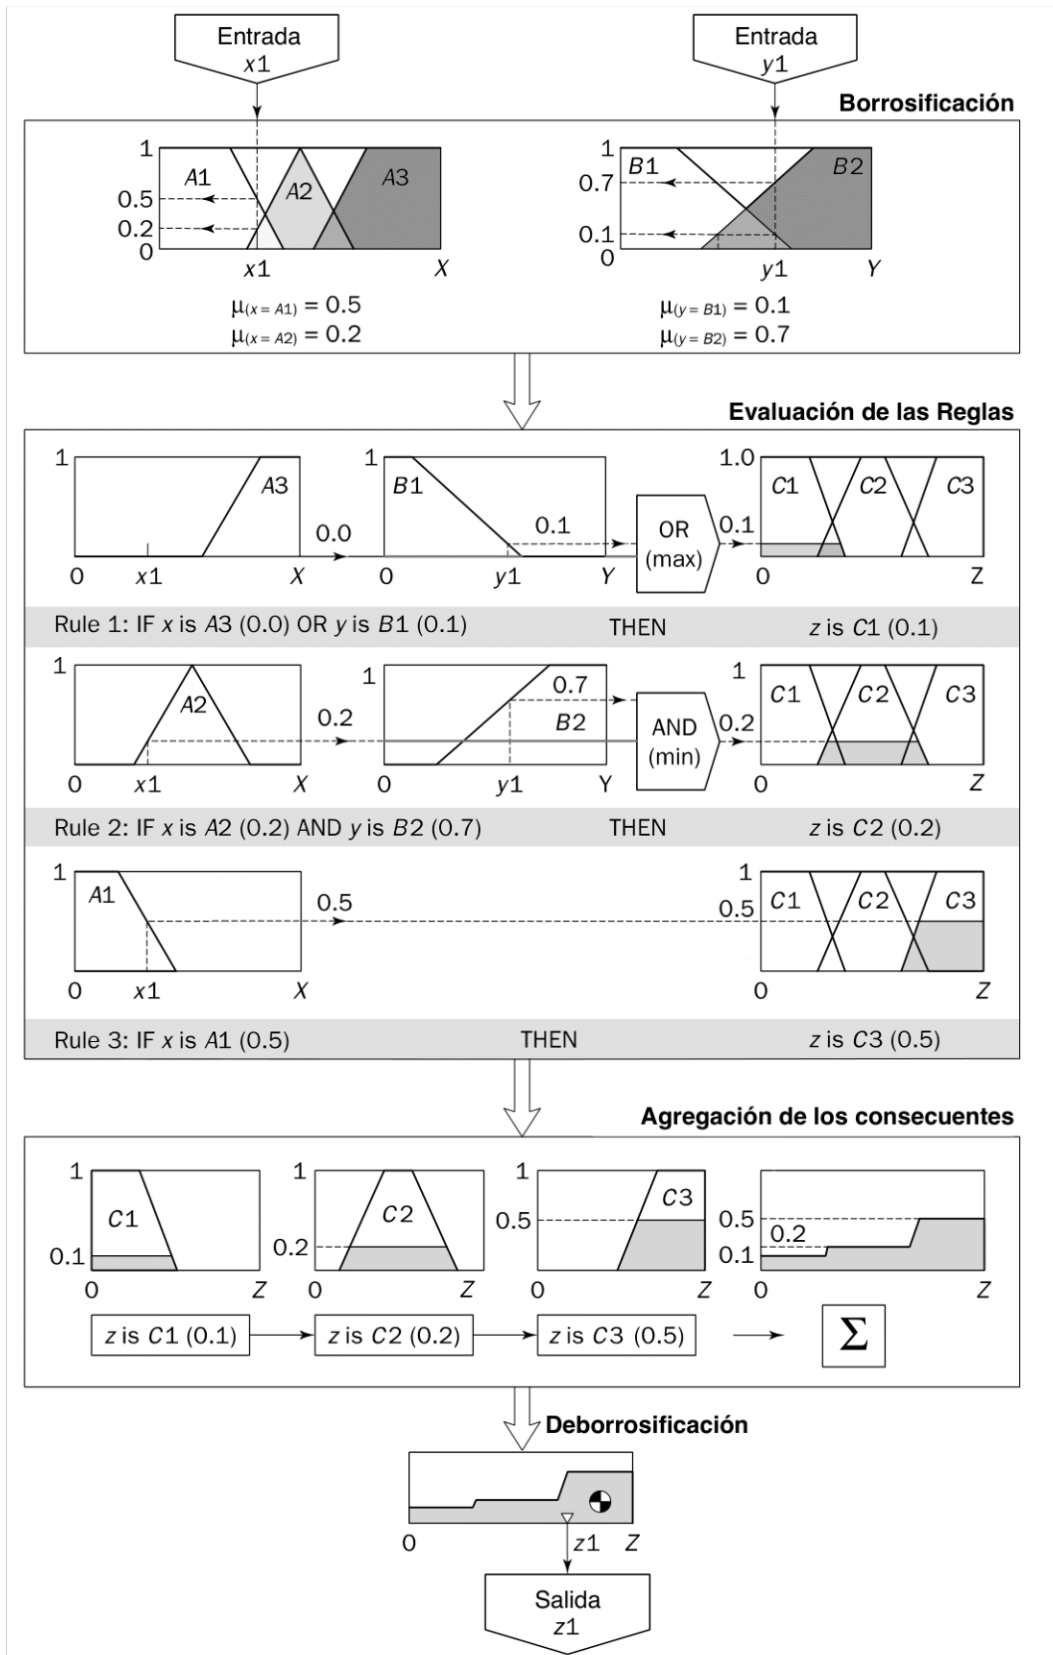 Entrada Entrada
x1 y1
Borrosificación
1 A1 A2 A3 1 B1 B2
0.5 0.7
0.2 0.1
0 x1 X 0 y1 Y
μ(x = A1) = 0.5 μ(y = B1) = 0.1
μ(x = A2) = 0.2 μ(y = B2) = 0.7
Evaluación de las Reglas
1 A3 1 B1 1.0 C1 C2 C3
0.0 0.1 OR 0.1
(max)
0 x1 X 0 y1 Y 0 Z
Rule 1: IF x is A3 (0.0) OR y is B1 (0.1) THEN z is C1 (0.1)
1 A2 1 0.7 1 C1 C2 C3
0.2 B2 AND 0.2
(min)
0 x1 X 0 y1 Y 0 Z
Rule 2: IF x is A2 (0.2) AND y is B2 (0.7) THEN z is C2 (0.2)
1 A1 1 C1 C2 C3
0.5 0.5
0 x1 X 0 Z
Rule 3: IF x is A1 (0.5) THEN z is C3 (0.5)
Agregación de los consecuentes
1 C1 1 C2 1 C3
0.5 0.5
0.1 0.2 0.2
0.1
0 Z 0 Z 0 Z 0 Z
z is C1 (0.1) z is C2 (0.2) z is C3 (0.5) Σ
Deborrosificación
0 z1 Z
Salida
z1